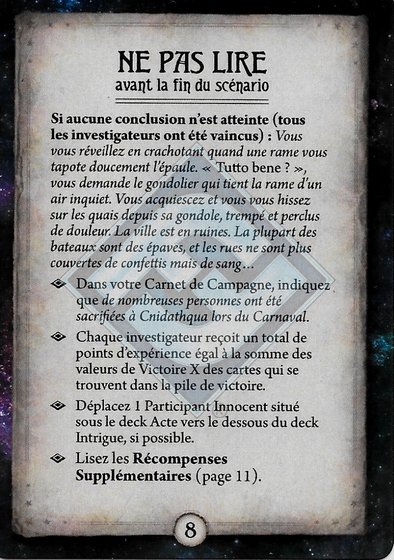 NE PAS LIRE
avant la fin du scénario
Si aucune conclusion n'est atteinte (tous
les investigateurs ont été vaincus) : Vous
vous réveillez en crachotant quand une rame vous
tapote doucement l'épaule. « Tutto bene ? »,
vous demande le gondolier qui tient la rame d'un
air inquiet. Vous acquiescez et vous vous hissez
sur les quais depuis sa gondole, trempé et perclus
de douleur. La ville est en ruines. La plupart des
bateaux sont des épaves, et les rues ne sont plus
couvertes de confettis mais de sang…
Dans votre Carnet de Campagne, indiquez
que de nombreuses personnes ont été
sacrifiées à Cnidathqua lors du Carnaval.
Chaque investigateur reçoit un total de
points d'expérience égal à la somme des
valeurs de Victoire X des cartes qui se
trouvent dans la pile de victoire.
Déplacez 1 Participant Innocent situé
sous le deck Acte vers le dessous du deck
Intrigue, si possible.
Lisez les Récompenses
Supplémentaires (page 11).
8